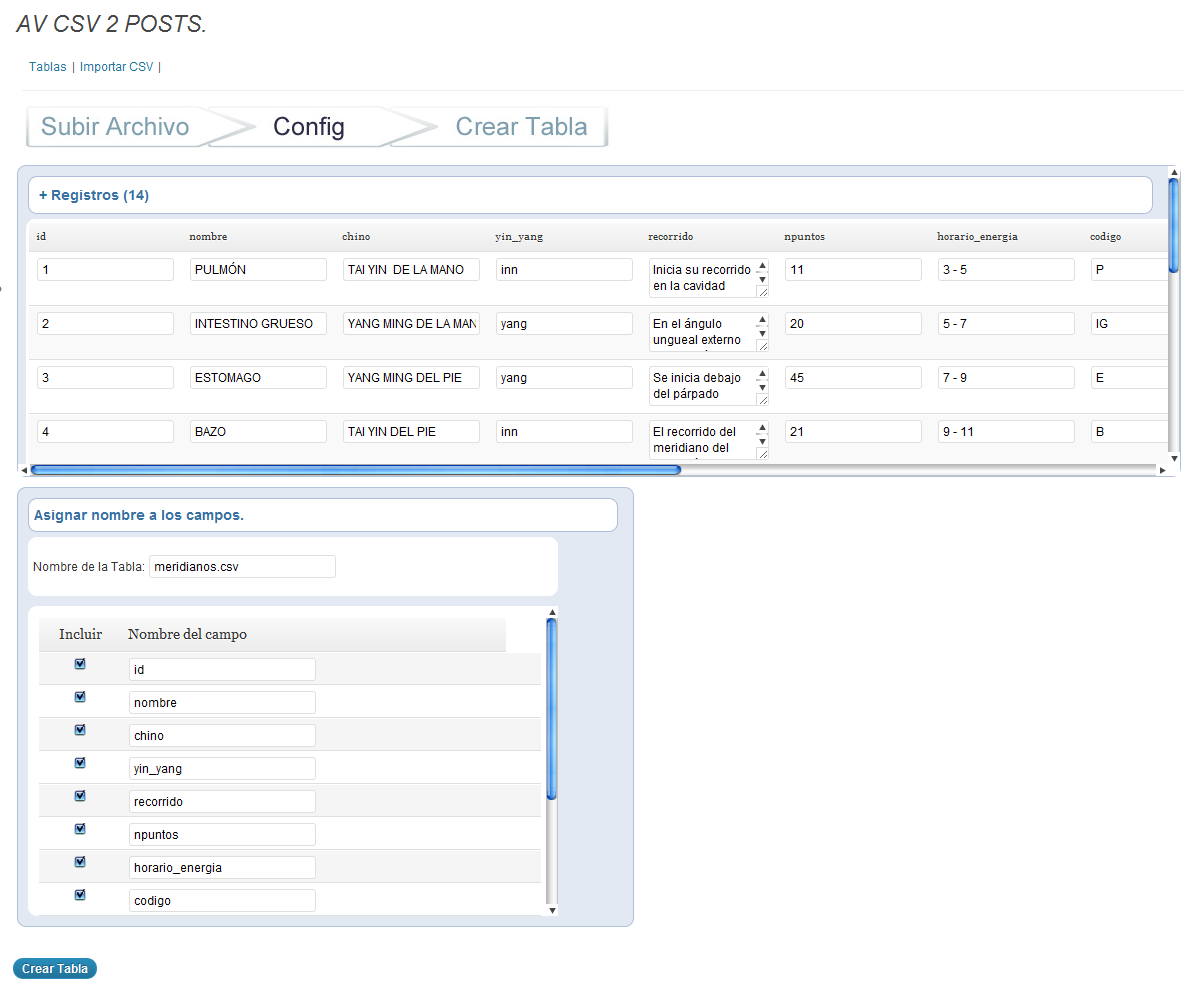 AV CSV 2 POSTS.
Tablas | Importar CSV |
Subir Archivo Config Crear Tabla
+ Registros (14)
id nombre chino yin_yang recorrido npuntos horario_energia codigo
1 PULMÓN TAI YIN DE LA MANO inn Inicia su recorrido 11 3 - 5 P
en la cavidad
2 INTESTINO GRUESO YANG MING DE LA MAN yang En el ángulo 20 5 - 7 IG
ungueal externo
3 ESTOMAGO YANG MING DEL PIE yang Se inicia debajo 45 7 - 9 E
del párpado
4 BAZO TAI YIN DEL PIE inn El recorrido del 21 9 - 11 B
meridiano del
Asignar nombre a los campos.
Nombre de la Tabla: meridianos.csv
Incluir Nombre del campo
id
nombre
chino
yin_yang
recorrido
npuntos
horario_energia
codigo
Crear Tabla